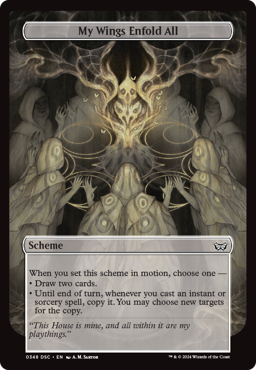 My Wings Enfold All
Scheme
When you set this scheme in motion, choose one —
• Draw two cards.
• Until end of turn, whenever you cast an instant or
sorcery spell, copy it. You may choose new targets
for the copy.
"This House is mine, and all within it are my
playthings."
0348 DSC • EN A. M. Sartor
™ & © 2024 Wizards of the Coast